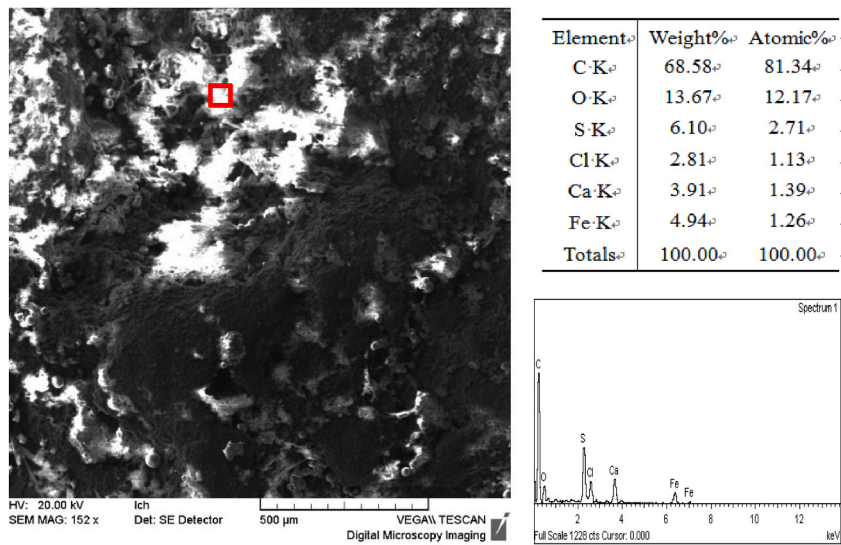 HV: 20.00 kV lch
SEM MAG: 152 x Det: SE Detector 500 µm VEGA\\ TESCAN
Digital Microscopy Imaging
Element Weight% Atomic%
C K 68.58 81.34
O K 13.67 12.17
S K 6.10 2.71
Cl K 2.81 1.13
Ca K 3.91 1.39
Fe K 4.94 1.26
Totals 100.00 100.00
Spectrum 1
C
O
S
Cl
Ca
Fe
Fe
2 4 6 8 10 12
Full Scale 1228 cts Cursor: 0.000 keV